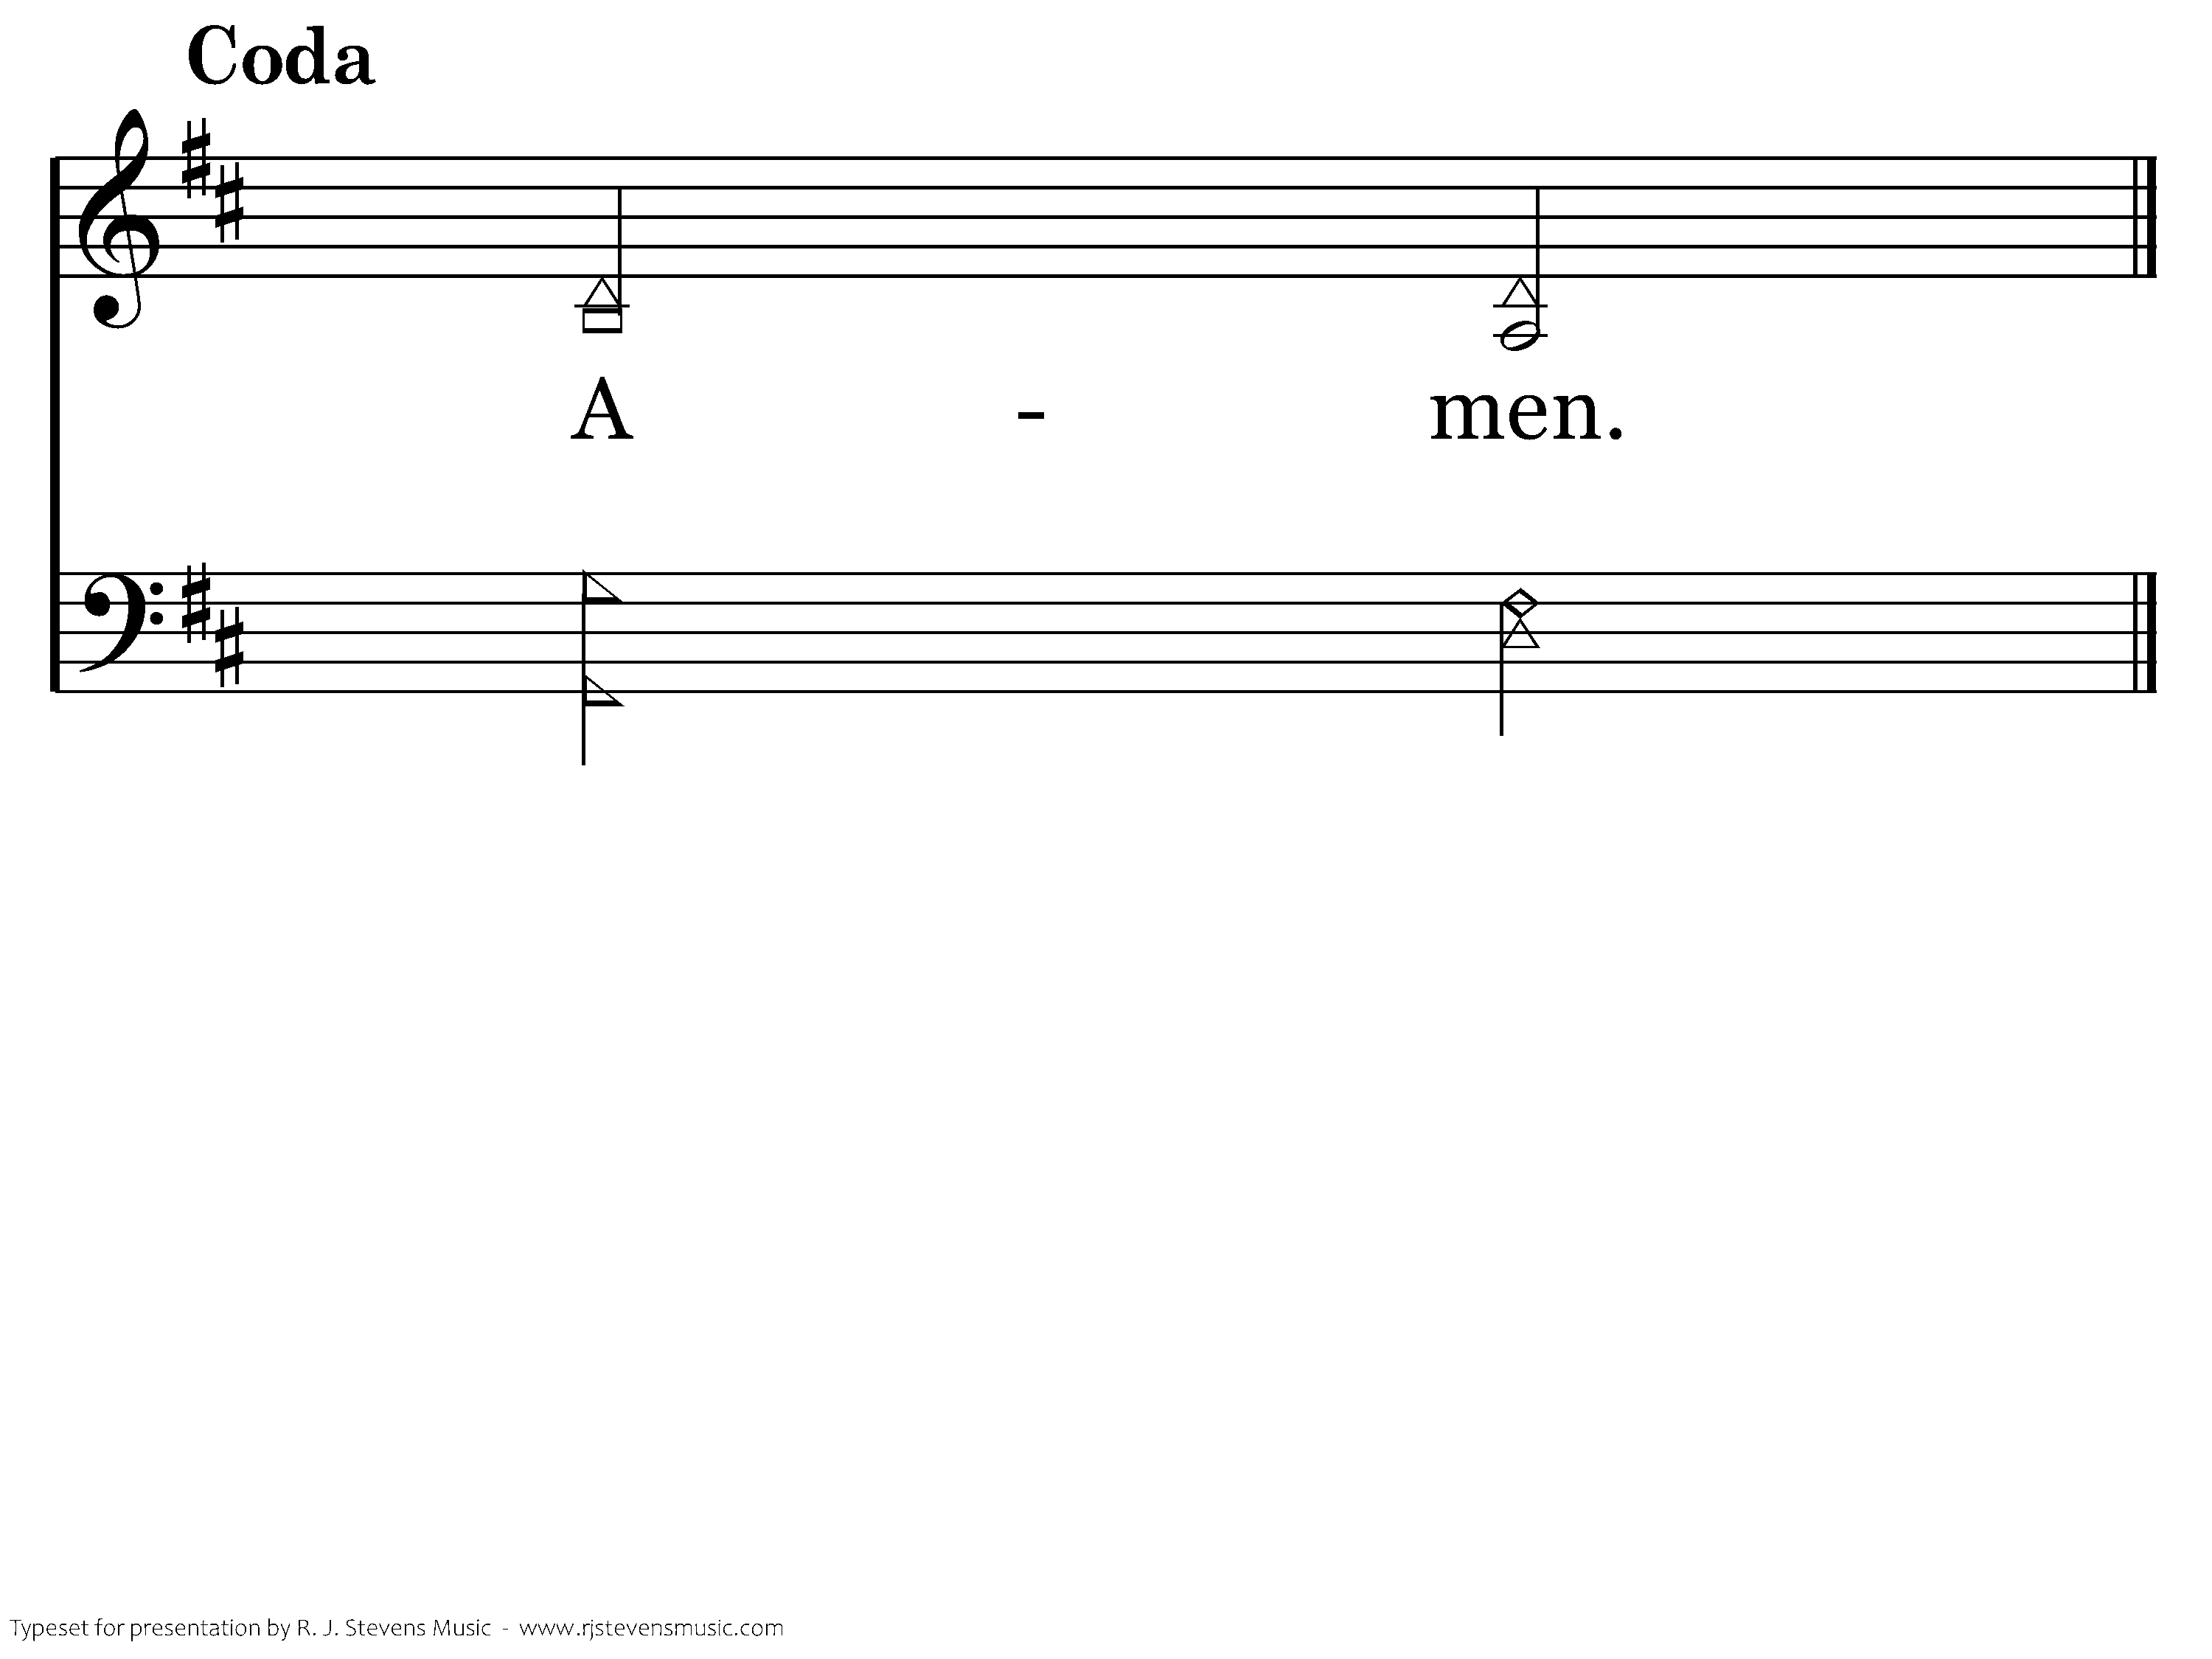 Coda
A - men.
Typeset for presentation by R. J. Stevens Music - www.rjstevensmusic.com